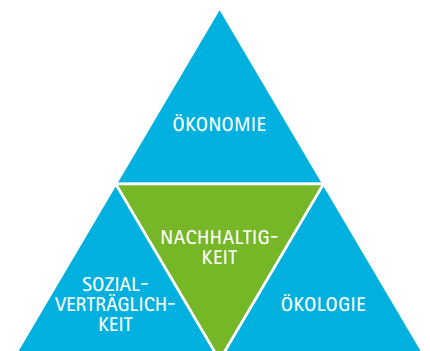 ÖKONOMIE
NACHHALTIG-
KEIT
SOZIAL-
VERTRÄGLICH-
KEIT
ÖKOLOGIE